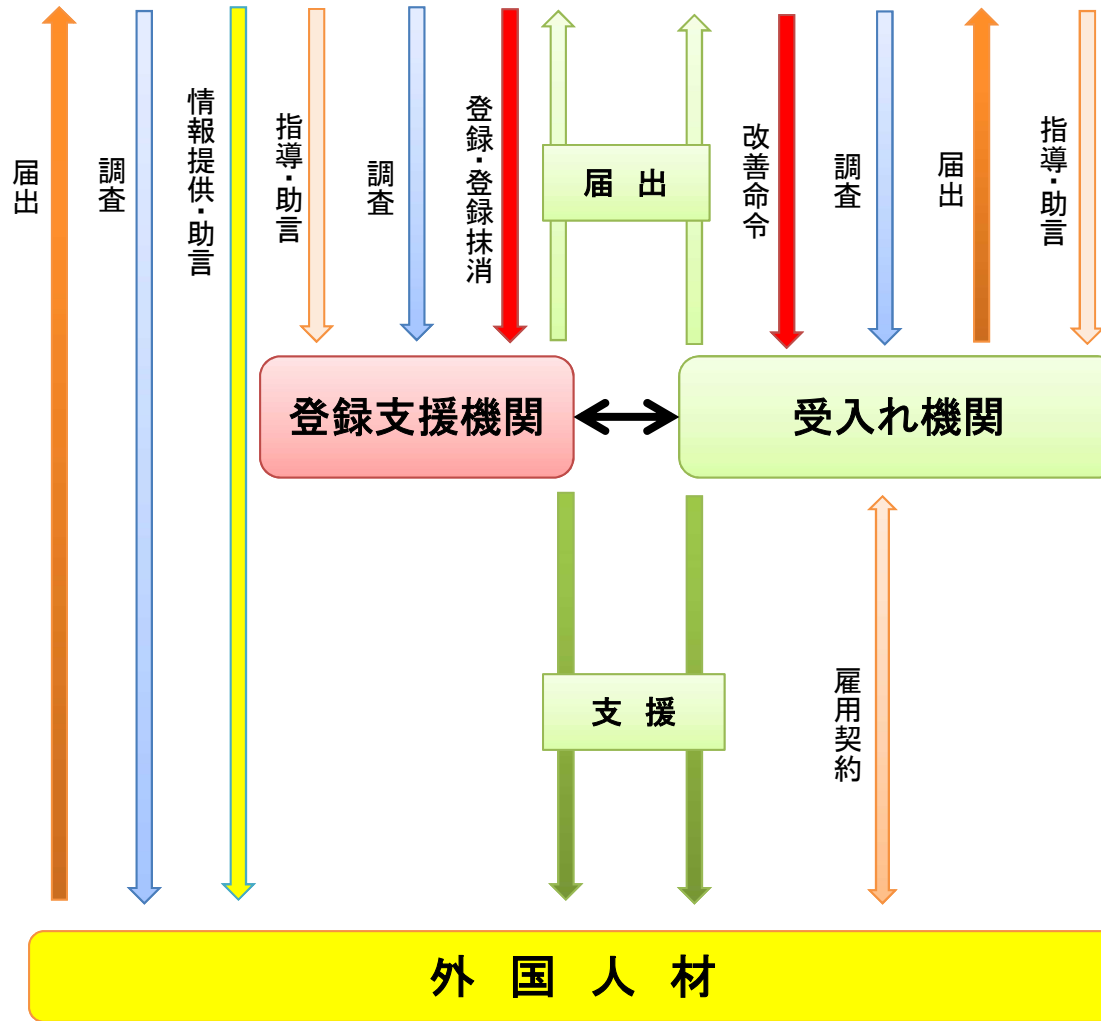 届出
調査
情報提供・助言
指導・助言
調査
登録・登録抹消
届 出
改善命令
調査
届出
指導・助言
登録支援機関
受入れ機関
支 援
雇用契約
外 国 人 材